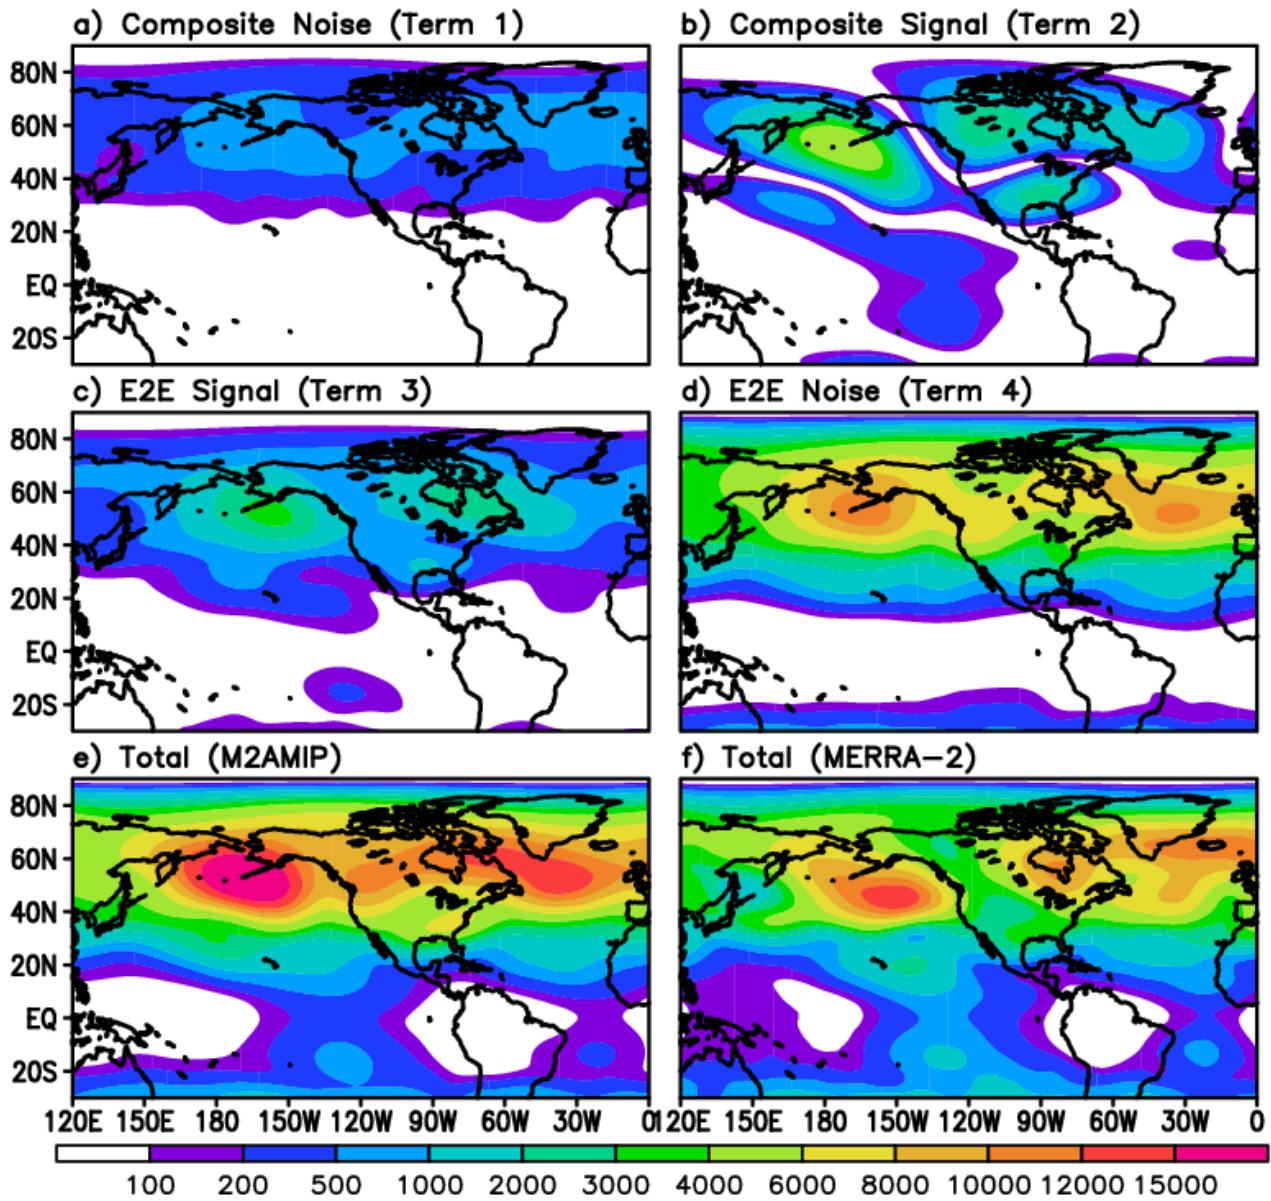 a) Composite Noise (Term 1)
b) Composite Signal (Term 2)
80N
60N
40N
20N
EQ
20S
c) E2E Signal (Term 3)
d) E2E Noise (Term 4)
80N
60N
40N
20N
EQ
20S
e) Total (M2AMIP)
f) Total (MERRA-2)
80N
60N
40N
20N
EQ
20S
120E 150E 180 150W 120W 90W 60W 30W 0 120E 150E 180 150W 120W 90W 60W 30W 0
100 200 500 1000 2000 3000 4000 6000 8000 10000 12000 15000